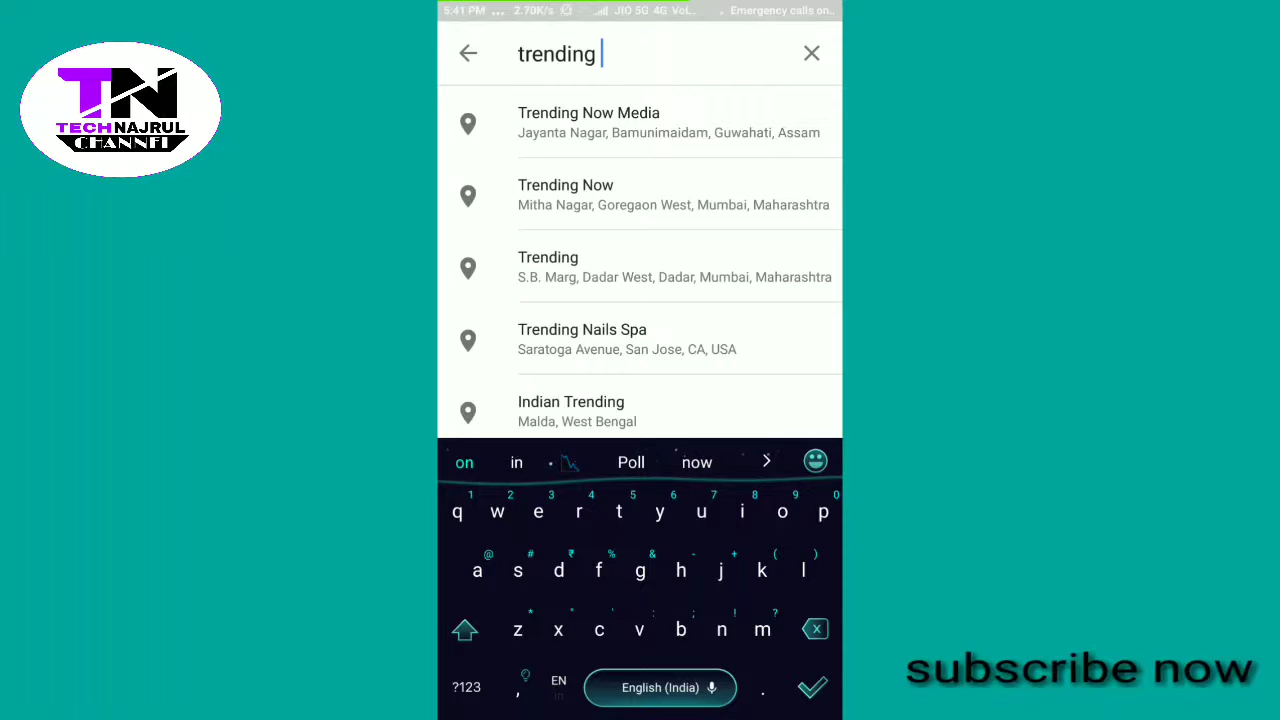 5:41 PM ... 2.70K/s JIO 5G 4G VoL... Emergency calls on..
TN
TECHNAJRUL
CHANNEL
trending
Trending Now Media
Jayanta Nagar, Bamunimaidam, Guwahati, Assam
Trending Now
Mitha Nagar, Goregaon West, Mumbai, Maharashtra
Trending
S.B. Marg, Dadar West, Dadar, Mumbai, Maharashtra
Trending Nails Spa
Saratoga Avenue, San Jose, CA, USA
Indian Trending
Malda, West Bengal
on in Poll now
1 2 3 4 5 6 7 8 9 0
q w e r t y u i o p
@ # ₹ % & - + ( )
a s d f g h j k l
* " ' : ; ! ?
z x c v b n m
?123 , EN English (India) .
in
subscribe now